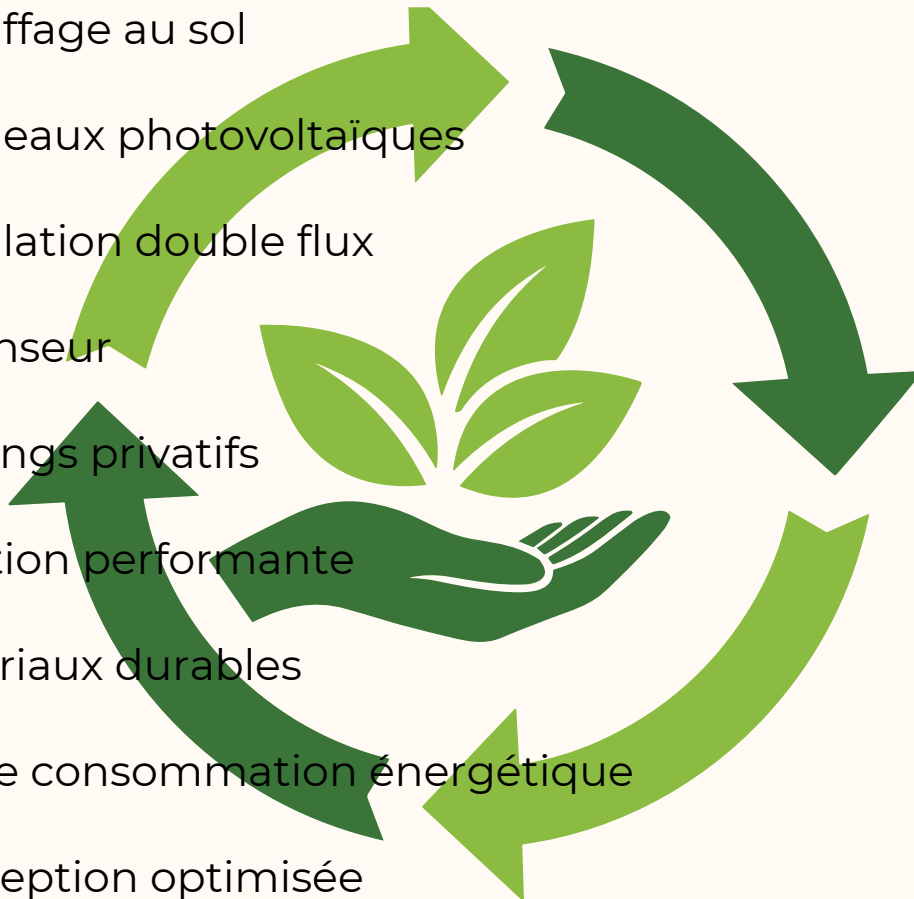 ffage au sol
eaux photovoltaïques
lation double flux
nseur
ngs privatifs
tion performante
riaux durables
e consommation énergétique
eption optimisée